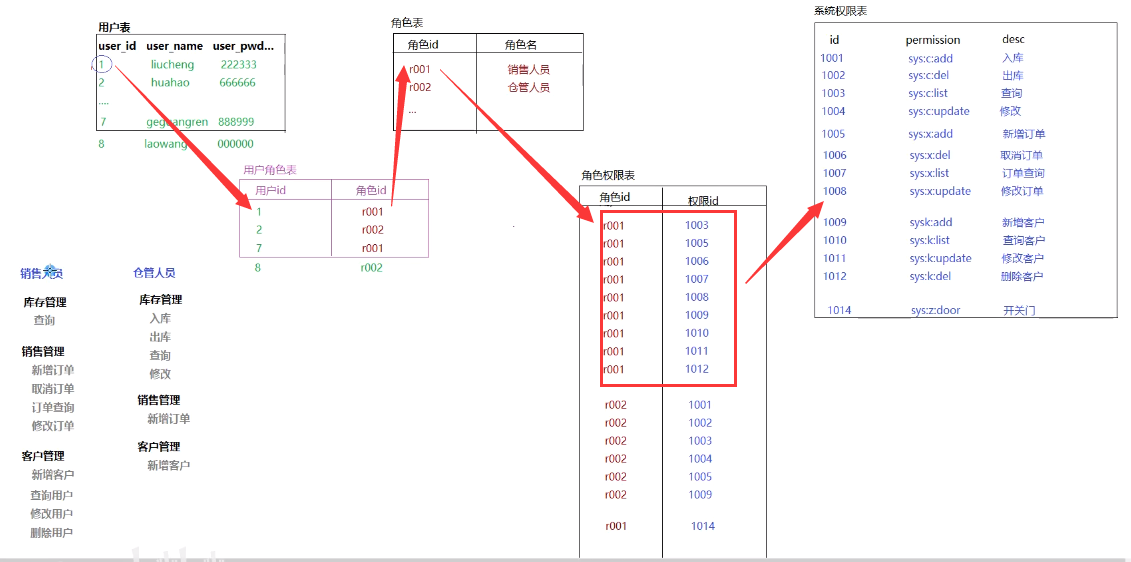 用户表
user_id user_name user_pwd...
1 liucheng 222333
2 huahao 666666
....
7 geguangren 888999
8 laowang 000000
角色表
角色id 角色名
r001 销售人员
r002 仓管人员
...
系统权限表
id permission desc
1001 sys:c:add 入库
1002 sys:c:del 出库
1003 sys:c:list 查询
1004 sys:c:update 修改
1005 sys:x:add 新增订单
1006 sys:x:del 取消订单
1007 sys:x:list 订单查询
1008 sys:x:update 修改订单
1009 sysk:add 新增客户
1010 sys:k:list 查询客户
1011 sys:k:update 修改客户
1012 sys:k:del 删除客户
1014 sys:z:door 开关门
用户角色表
用户id 角色id
1 r001
2 r002
7 r001
8 r002
角色权限表
角色id 权限id
r001 1003
r001 1005
r001 1006
r001 1007
r001 1008
r001 1009
r001 1010
r001 1011
r001 1012
r002 1001
r002 1002
r002 1003
r002 1004
r002 1005
r002 1009
r001 1014
销售人员
库存管理
查询
销售管理
新增订单
取消订单
订单查询
修改订单
客户管理
新增客户
查询用户
修改用户
删除用户
仓管人员
库存管理
入库
出库
查询
修改
销售管理
新增订单
客户管理
新增客户